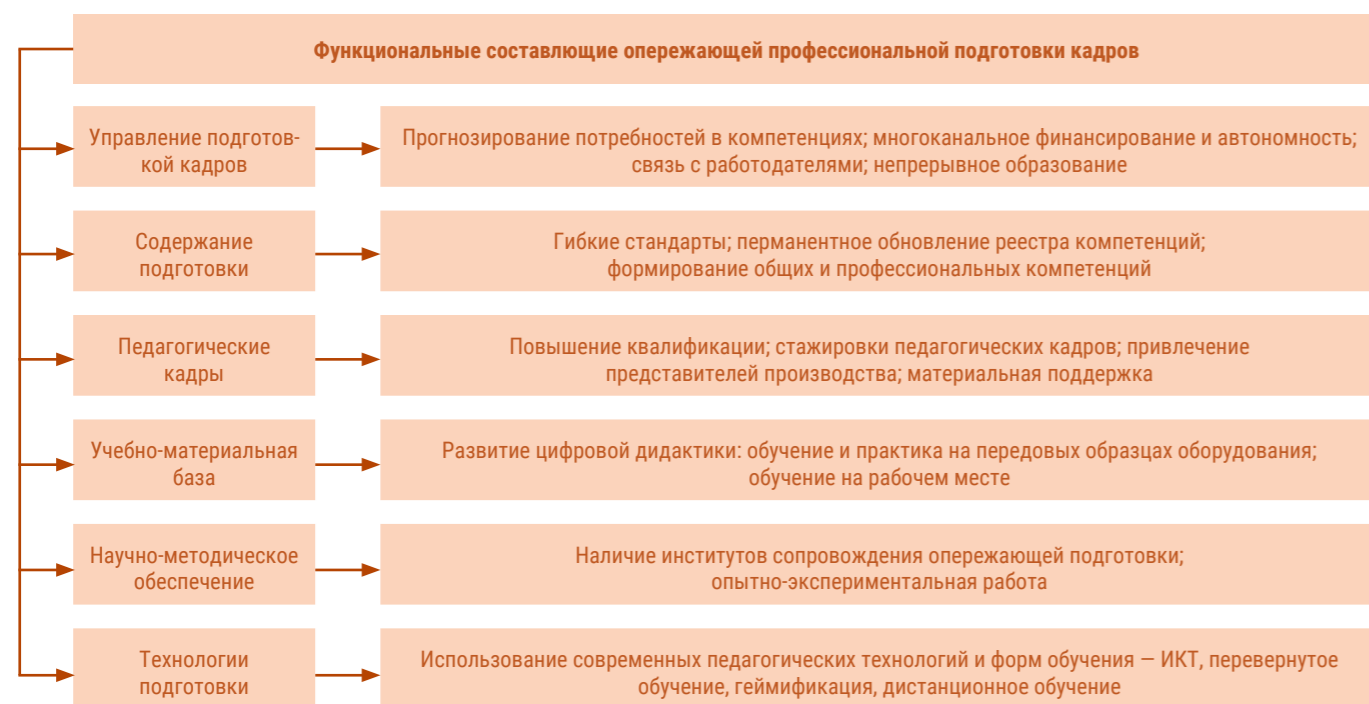 Функциональные составлющие опережающей профессиональной подготовки кадров
Управление подготов-
кой кадров
Прогнозирование потребностей в компетенциях; многоканальное финансирование и автономность;
связь с работодателями; непрерывное образование
Содержание
подготовки
Гибкие стандарты; перманентное обновление реестра компетенций;
формирование общих и профессиональных компетенций
Педагогические
кадры
Повышение квалификации; стажировки педагогических кадров; привлечение
представителей производства; материальная поддержка
Учебно-материальная
база
Развитие цифровой дидактики: обучение и практика на передовых образцах оборудования;
обучение на рабочем месте
Научно-методическое
обеспечение
Наличие институтов сопровождения опережающей подготовки;
опытно-экспериментальная работа
Технологии
подготовки
Использование современных педагогических технологий и форм обучения — ИКТ, перевернутое
обучение, геймификация, дистанционное обучение